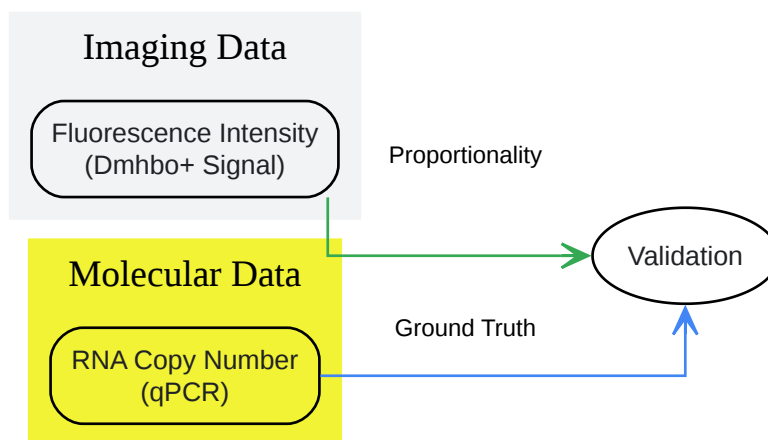 Imaging Data
Fluorescence Intensity
(Dmhbo+ Signal)
Proportionality
Validation
Molecular Data
Ground Truth
RNA Copy Number
(qPCR)